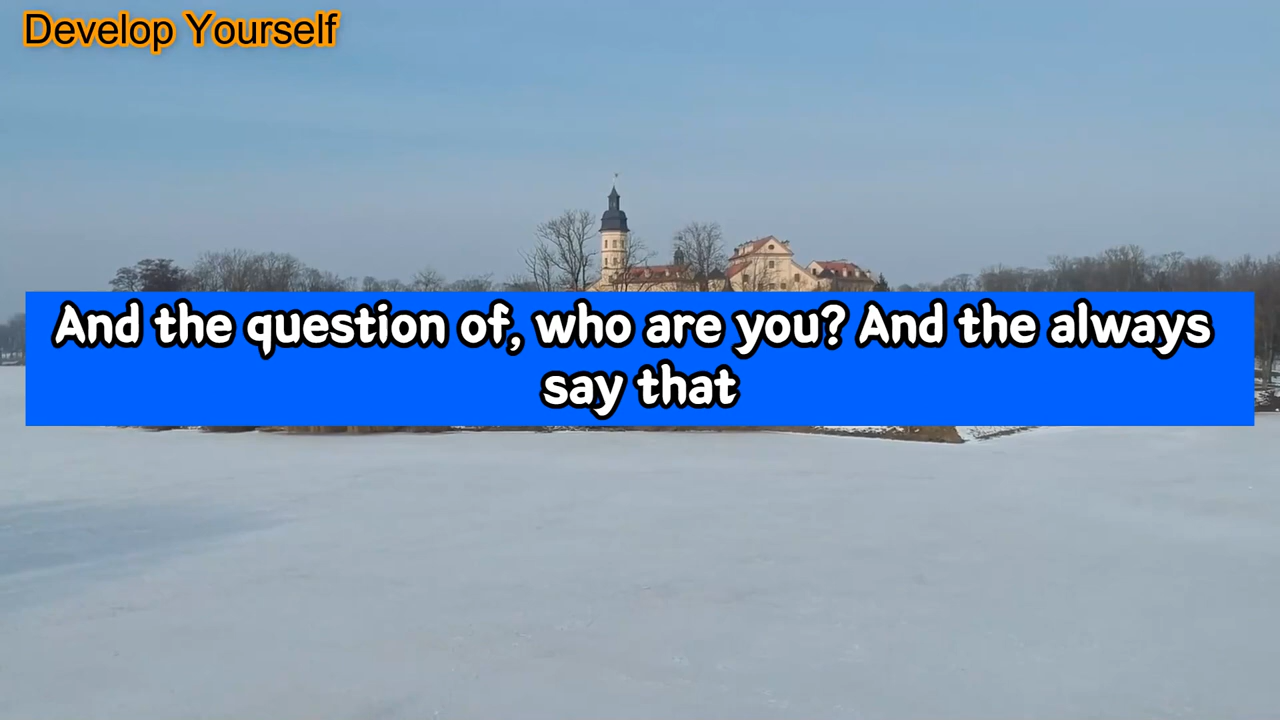 Develop Yourself
And the question of, who are you? And the always
say that